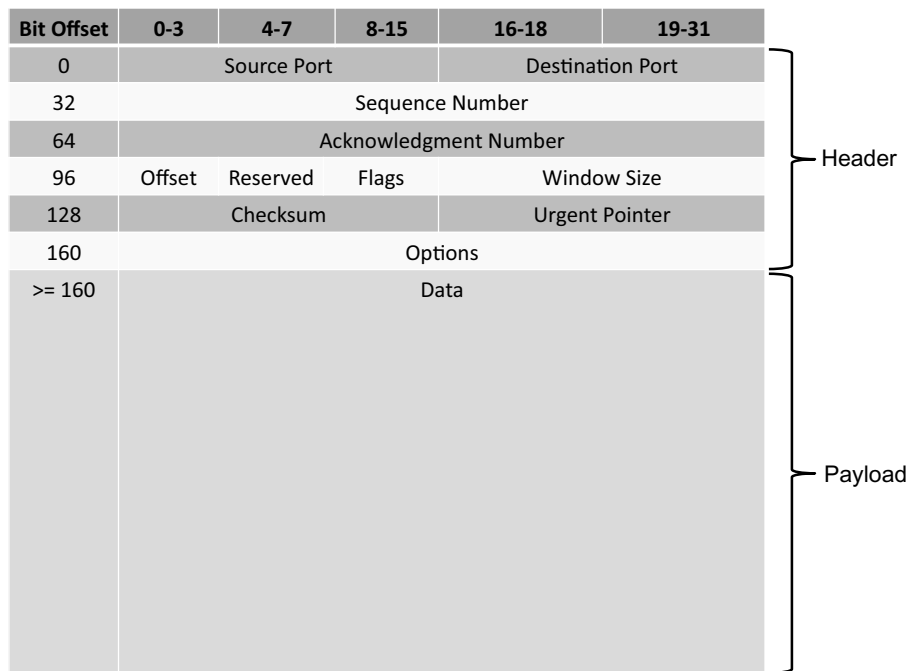 Bit Offset 0-3 4-7 8-15 16-18 19-31
0 Source Port Destination Port
32 Sequence Number
64 Acknowledgment Number
Header
96 Offset Reserved Flags Window Size
128 Checksum Urgent Pointer
160 Options
>= 160 Data
Payload